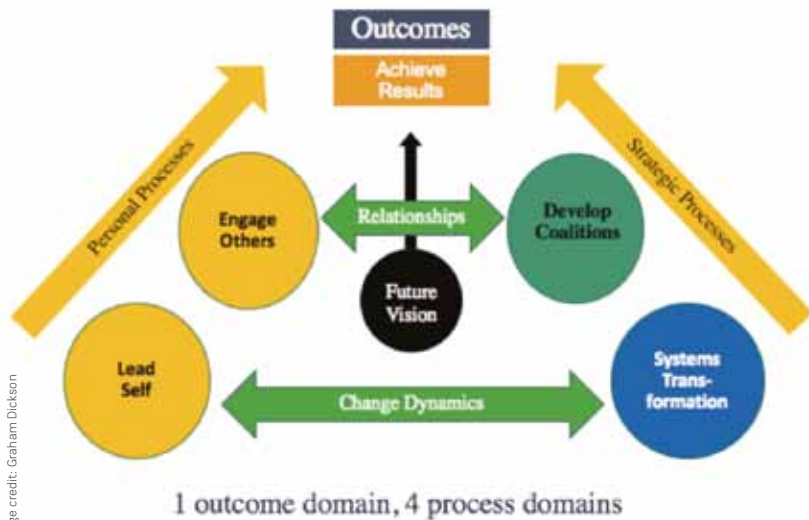 Outcomes
Achieve
Results
Personal Processes
Strategic Processes
Engage
Others
Relationships
Develop
Coalitions
Future
Vision
Lead
Self
Change Dynamics
Systems
Trans-
formation
1 outcome domain, 4 process domains
credit: Graham Dickson